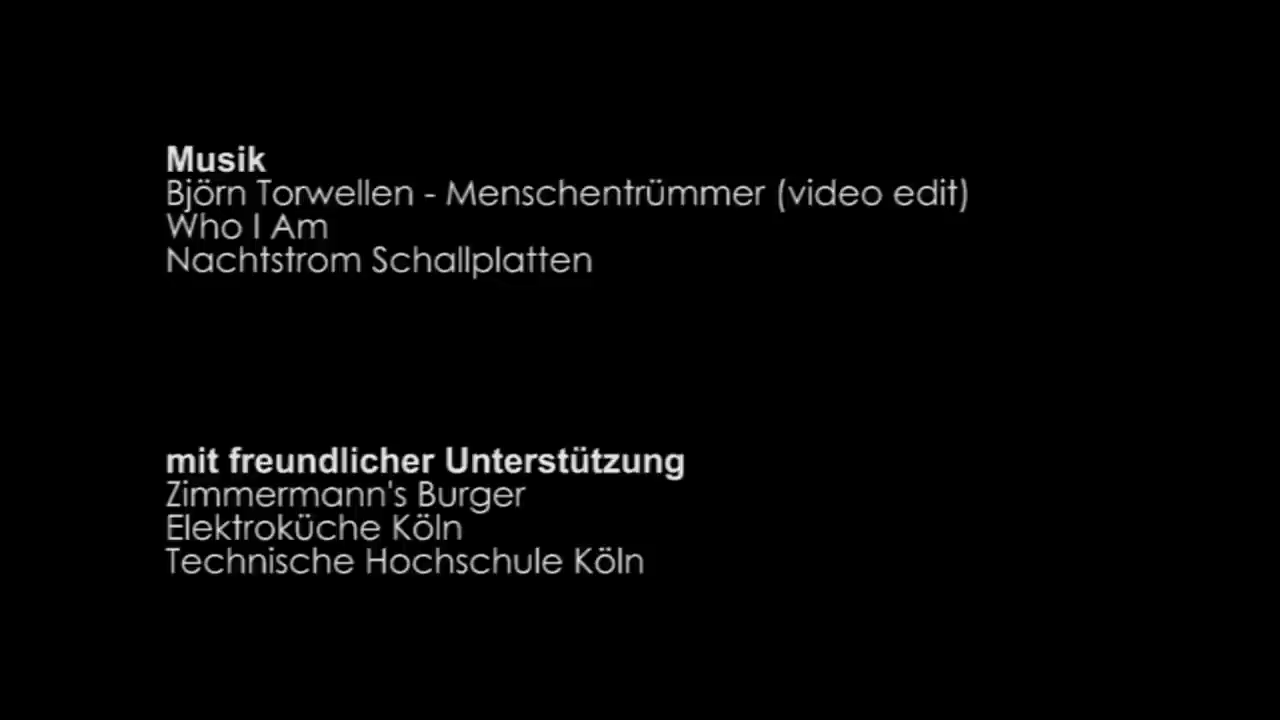 Musik
Björn Torwellen - Menschentrümmer (video edit)
Who I Am
Nachtstrom Schallplatten
mit freundlicher Unterstützung
Zimmermann's Burger
Elektroküche Köln
Technische Hochschule Köln